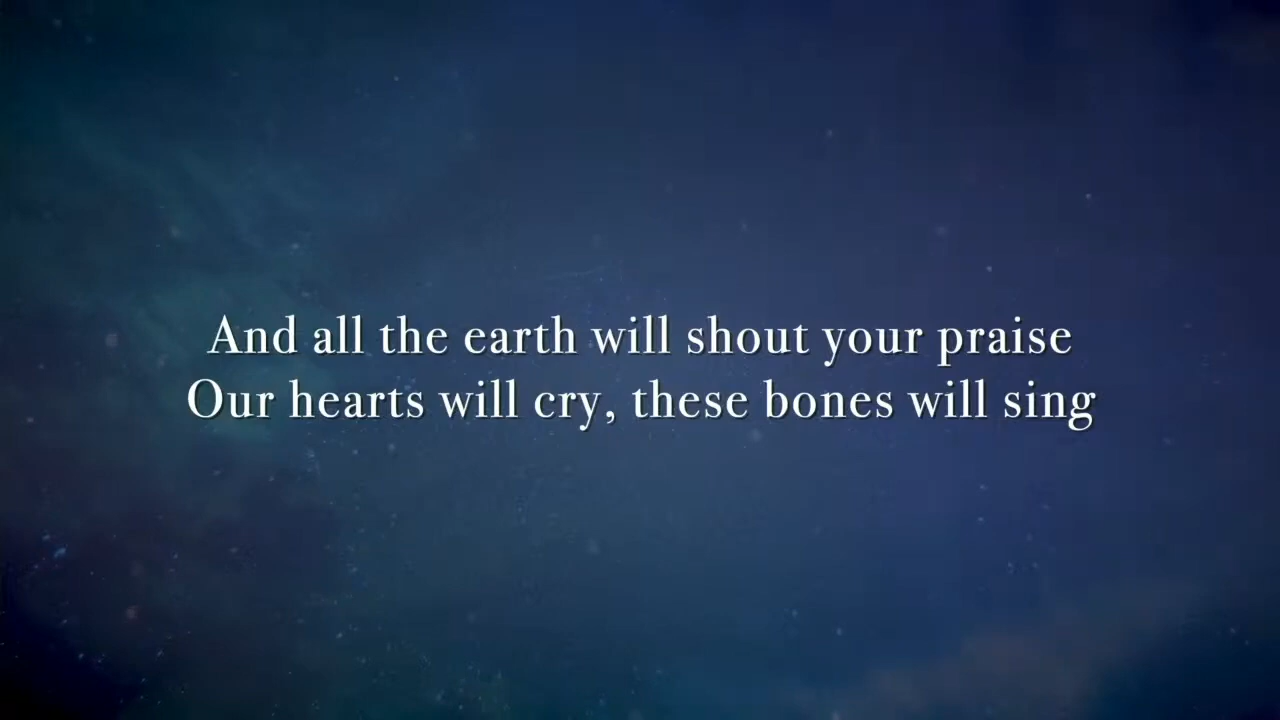 And all the earth will shout your praise
Our hearts will cry, these bones will sing